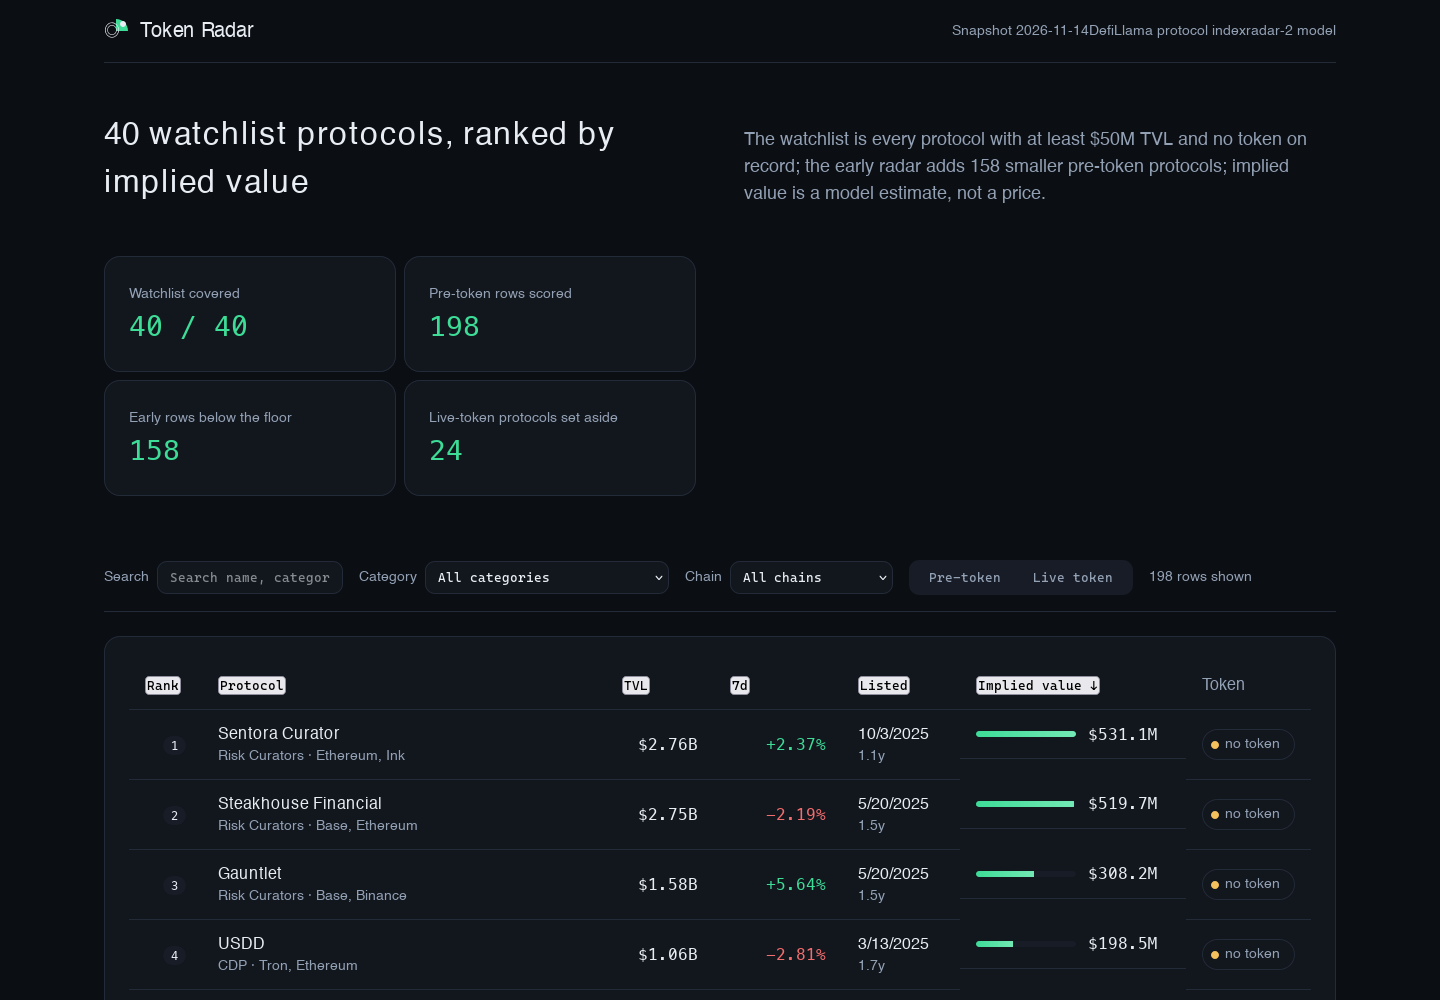 Token Radar
Snapshot 2026-11-14DefiLlama protocol indexradar-2 model
40 watchlist protocols, ranked by
implied value
The watchlist is every protocol with at least $50M TVL and no token on
record; the early radar adds 158 smaller pre-token protocols; implied
value is a model estimate, not a price.
Watchlist covered
40 / 40
Pre-token rows scored
198
Early rows below the floor
158
Live-token protocols set aside
24
Search Search name, categor Category All categories Chain All chains Pre-token Live token 198 rows shown
Rank Protocol TVL 7d Listed Implied value ↓ Token
1 Sentora Curator $2.76B +2.37% 10/3/2025 $531.1M no token
Risk Curators · Ethereum, Ink 1.1y
2 Steakhouse Financial $2.75B −2.19% 5/20/2025 $519.7M no token
Risk Curators · Base, Ethereum 1.5y
3 Gauntlet $1.58B +5.64% 5/20/2025 $308.2M no token
Risk Curators · Base, Binance 1.5y
4 USDD $1.06B −2.81% 3/13/2025 $198.5M no token
CDP · Tron, Ethereum 1.7y